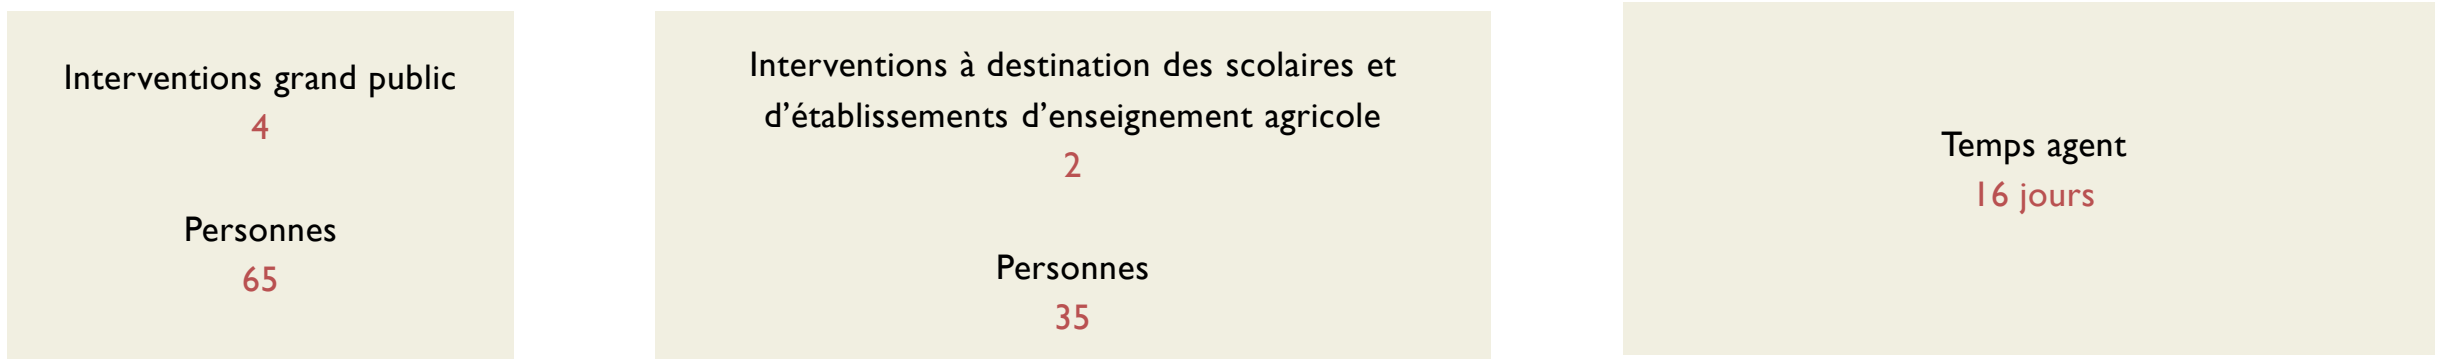 Interventions grand public
4
Personnes
65
Interventions à destination des scolaires et
d’établissements d’enseignement agricole
2
Personnes
35
Temps agent
16 jours